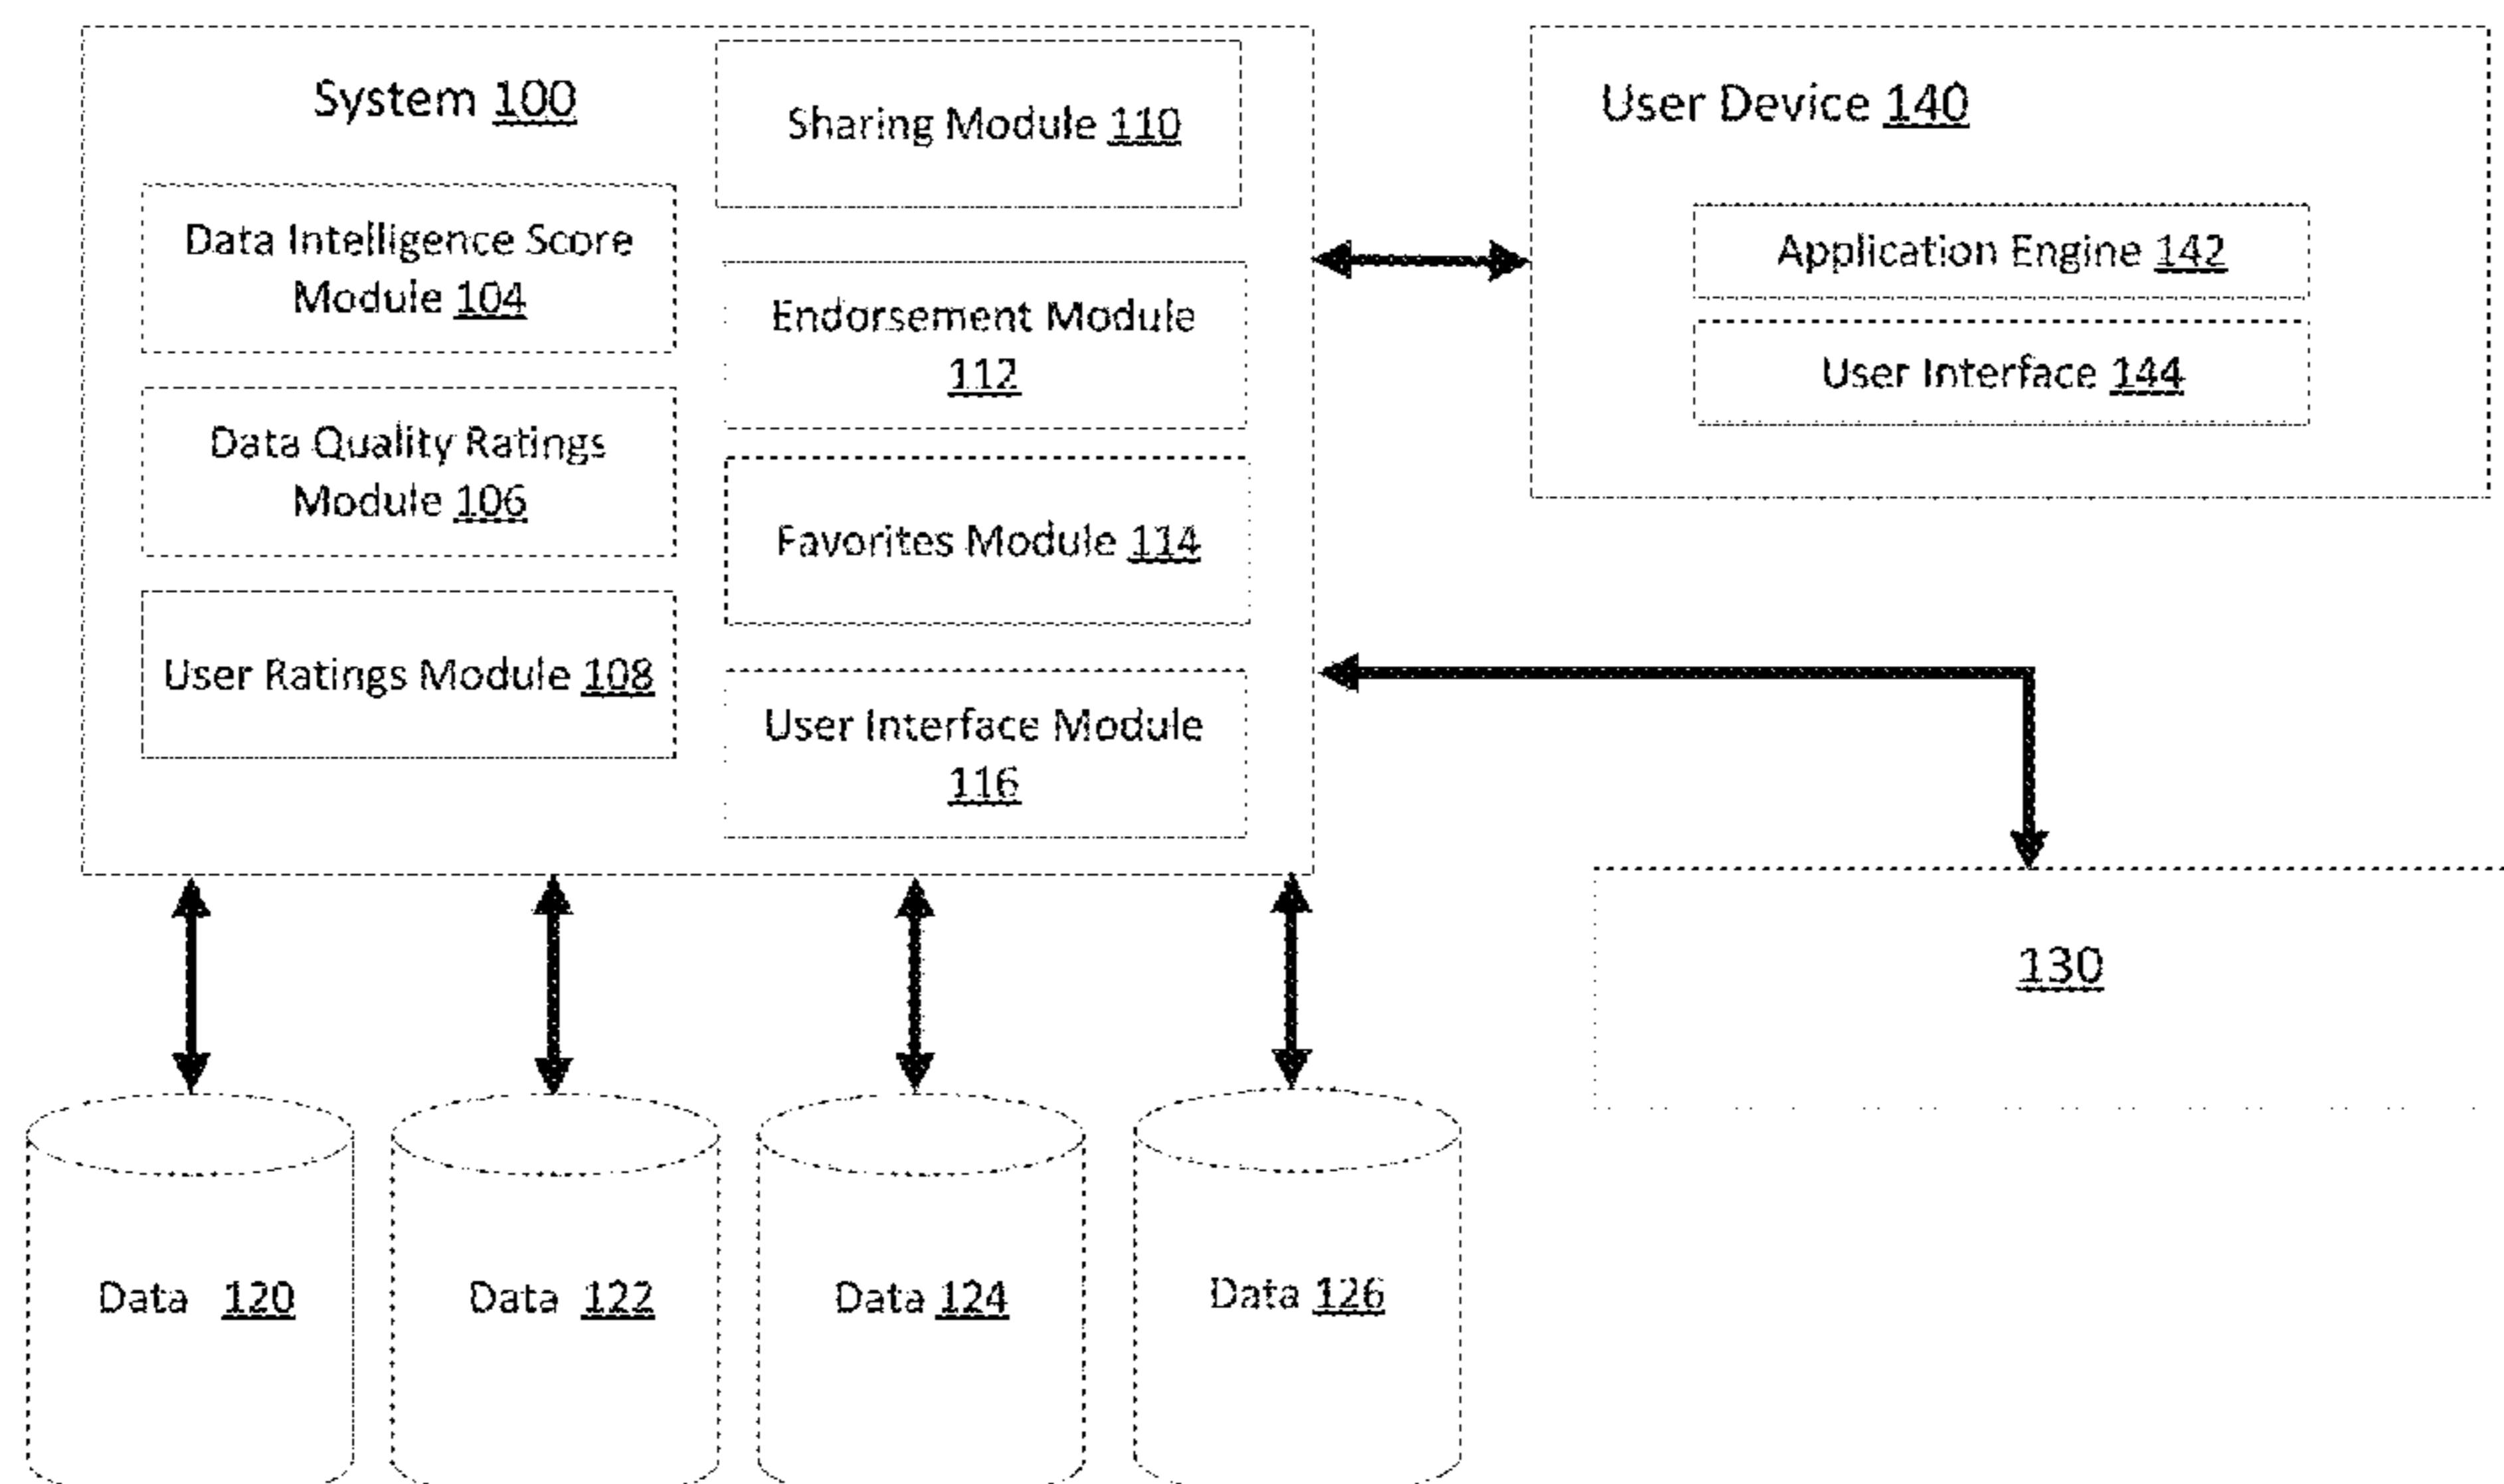 System 100
Data Intelligence Score
Module 104
Data Quality Ratings
Module 106
User Ratings Module 108
Sharing Module 110
Endorsement Module
112
Favorites Module 114
User Interface Module
116
User Device 140
Application Engine 142
User Interface 144
130
Data 120
Data 122
Data 124
Data 126